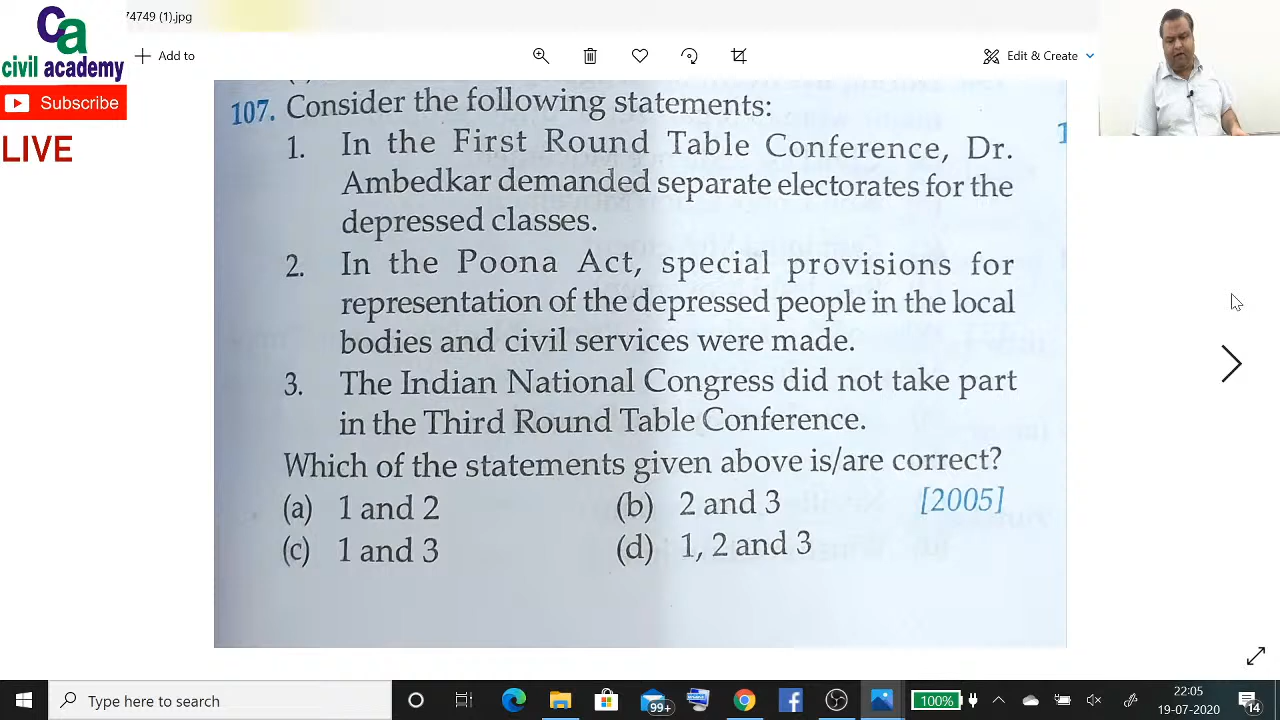 ca
civil academy
Subscribe
LIVE
74749 (1).jpg
Add to
Edit & Create
107. Consider the following statements:
1. In the First Round Table Conference, Dr.
Ambedkar demanded separate electorates for the
depressed classes.
2. In the Poona Act, special provisions for
representation of the depressed people in the local
bodies and civil services were made.
3. The Indian National Congress did not take part
in the Third Round Table Conference.
Which of the statements given above is/are correct?
(a) 1 and 2 (b) 2 and 3 [2005]
(c) 1 and 3 (d) 1, 2 and 3
Type here to search
99+
100%
22:05
19-07-2020
14